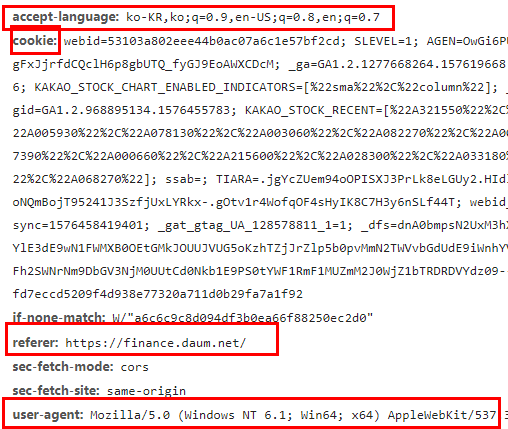 accept-language: ko-KR,ko;q=0.9,en-US;q=0.8,en;q=0.7
cookie: webid=53103a802eee44b0ac07a6c1e57bf2cd; SLEVEL=1; AGEN=OwGi6PU
gFxJjrfdCQclH6p8gbUTQ_fyGJ9EoAWXCDcM; _ga=GA1.2.1277668264.157619668
6; KAKAO_STOCK_CHART_ENABLED_INDICATORS=[%22sma%22%2C%22column%22]; _
gid=GA1.2.968895134.1576455783; KAKAO_STOCK_RECENT=[%22A321550%22%2C%
22A005930%22%2C%22A078130%22%2C%22A003060%22%2C%22A082270%22%2C%22A00
7390%22%2C%22A000660%22%2C%22A215600%22%2C%22A028300%22%2C%22A033180%
22%2C%22A068270%22]; ssab=; TIARA=.jgYcZUem94oOPISXJ3PrLk8eLGUy2.HId
oNQmBojT95241J3SzfjUxLYRkx-.gOtv1r4WofqOF4sHyIK8C7H3y6nSLf44T; webid_
sync=1576458419401; _gat_gtag_UA_128578811_1=1; _dfs=dnA0bmpsN2UxM3h
YlE3dE9wN1FWMXB0OEtGMkJOUUJVUG5oKzhTZjJrZlp5b0pvMmN2TWVvbGdUdE9iWnhYV
Fh2SWNrNm9DbGV3NjM0UUtCd0Nkb1E9PS0tYWF1RmF1MUZmM2J0WjZ1bTRDRDVYdz09--
fd7eccd5209f4d938e77320a711d0b29fa7a1f92
if-none-match: W/"a6c6c9c8d094df3b0ea66f88250ec2d0"
referer: https://finance.daum.net/
sec-fetch-mode: cors
sec-fetch-site: same-origin
user-agent: Mozilla/5.0 (Windows NT 6.1; Win64; x64) AppleWebKit/537